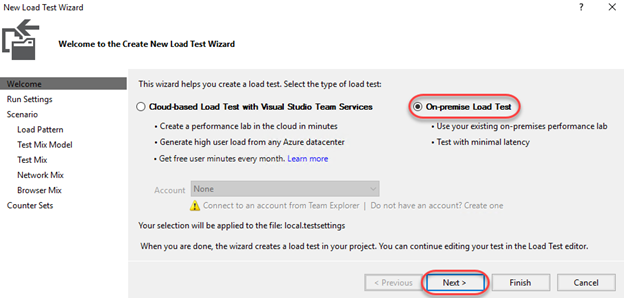 New Load Test Wizard
?
Welcome to the Create New Load Test Wizard
Welcome
Run Settings
Scenario
Load Pattern
Test Mix Model
Test Mix
Network Mix
Browser Mix
Counter Sets
This wizard helps you create a load test. Select the type of load test:
Cloud-based Load Test with Visual Studio Team Services
• Create a performance lab in the cloud in minutes
• Generate high user load from any Azure datacenter
• Get free user minutes every month. Learn more
On-premise Load Test
• Use your existing on-premises performance lab
• Test with minimal latency
Account None
Connect to an account from Team Explorer | Do not have an account? Create one
Your selection will be applied to the file: local.testsettings
When you are done, the wizard creates a load test in your project. You can continue editing your test in the Load Test editor.
< Previous Next > Finish Cancel